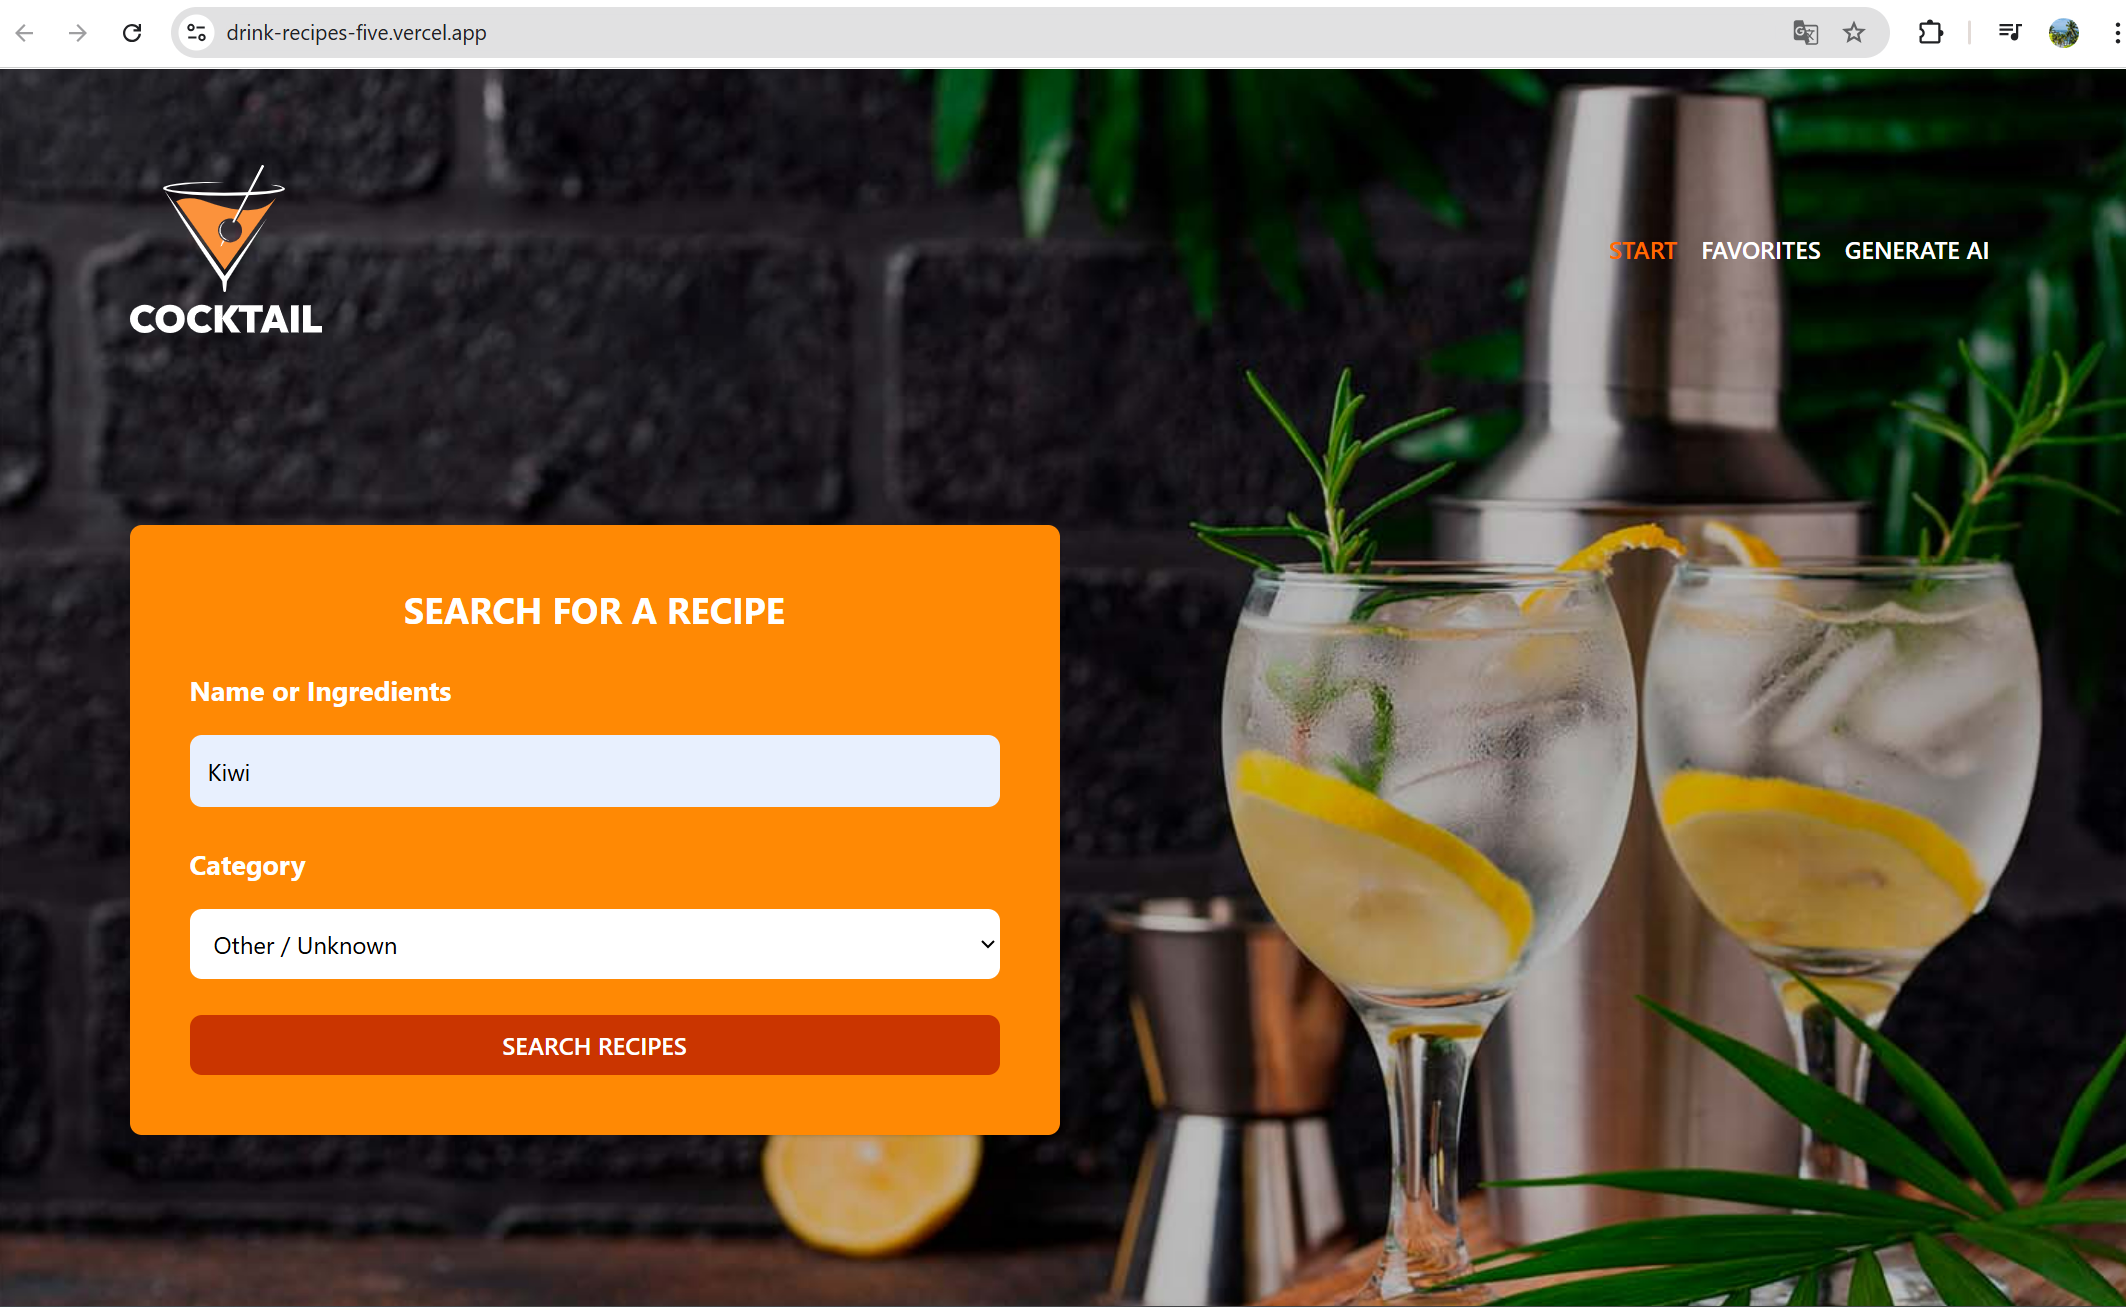 drink-recipes-five.vercel.app
COCKTAIL
START FAVORITES GENERATE AI
SEARCH FOR A RECIPE
Name or Ingredients
Kiwi
Category
Other / Unknown
SEARCH RECIPES